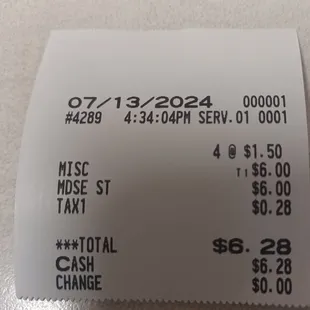 07/13/2024 000001
#4289 4:34:04PM SERV.01 0001
4 @ $1.50
MISC T1 $6.00
MDSE ST $6.00
TAX1 $0.28
***TOTAL $6.28
CASH $6.28
CHANGE $0.00